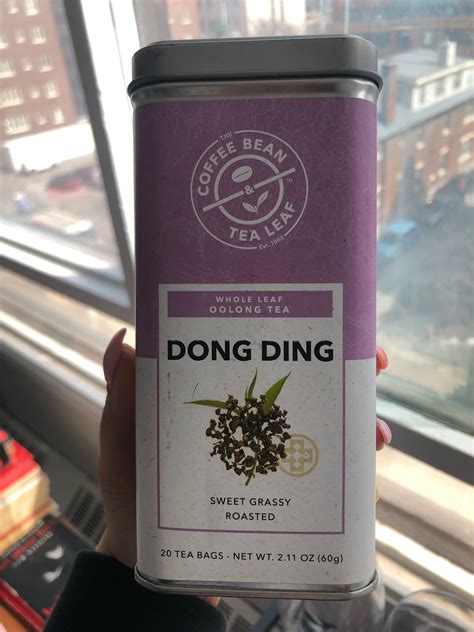 THE
COFFEE BEAN
&
TEA LEAF
TM
Est. 1963
WHOLE LEAF
OOLONG TEA
DONG DING
SWEET GRASSY
ROASTED
20 TEA BAGS - NET WT. 2.11 OZ (60g)